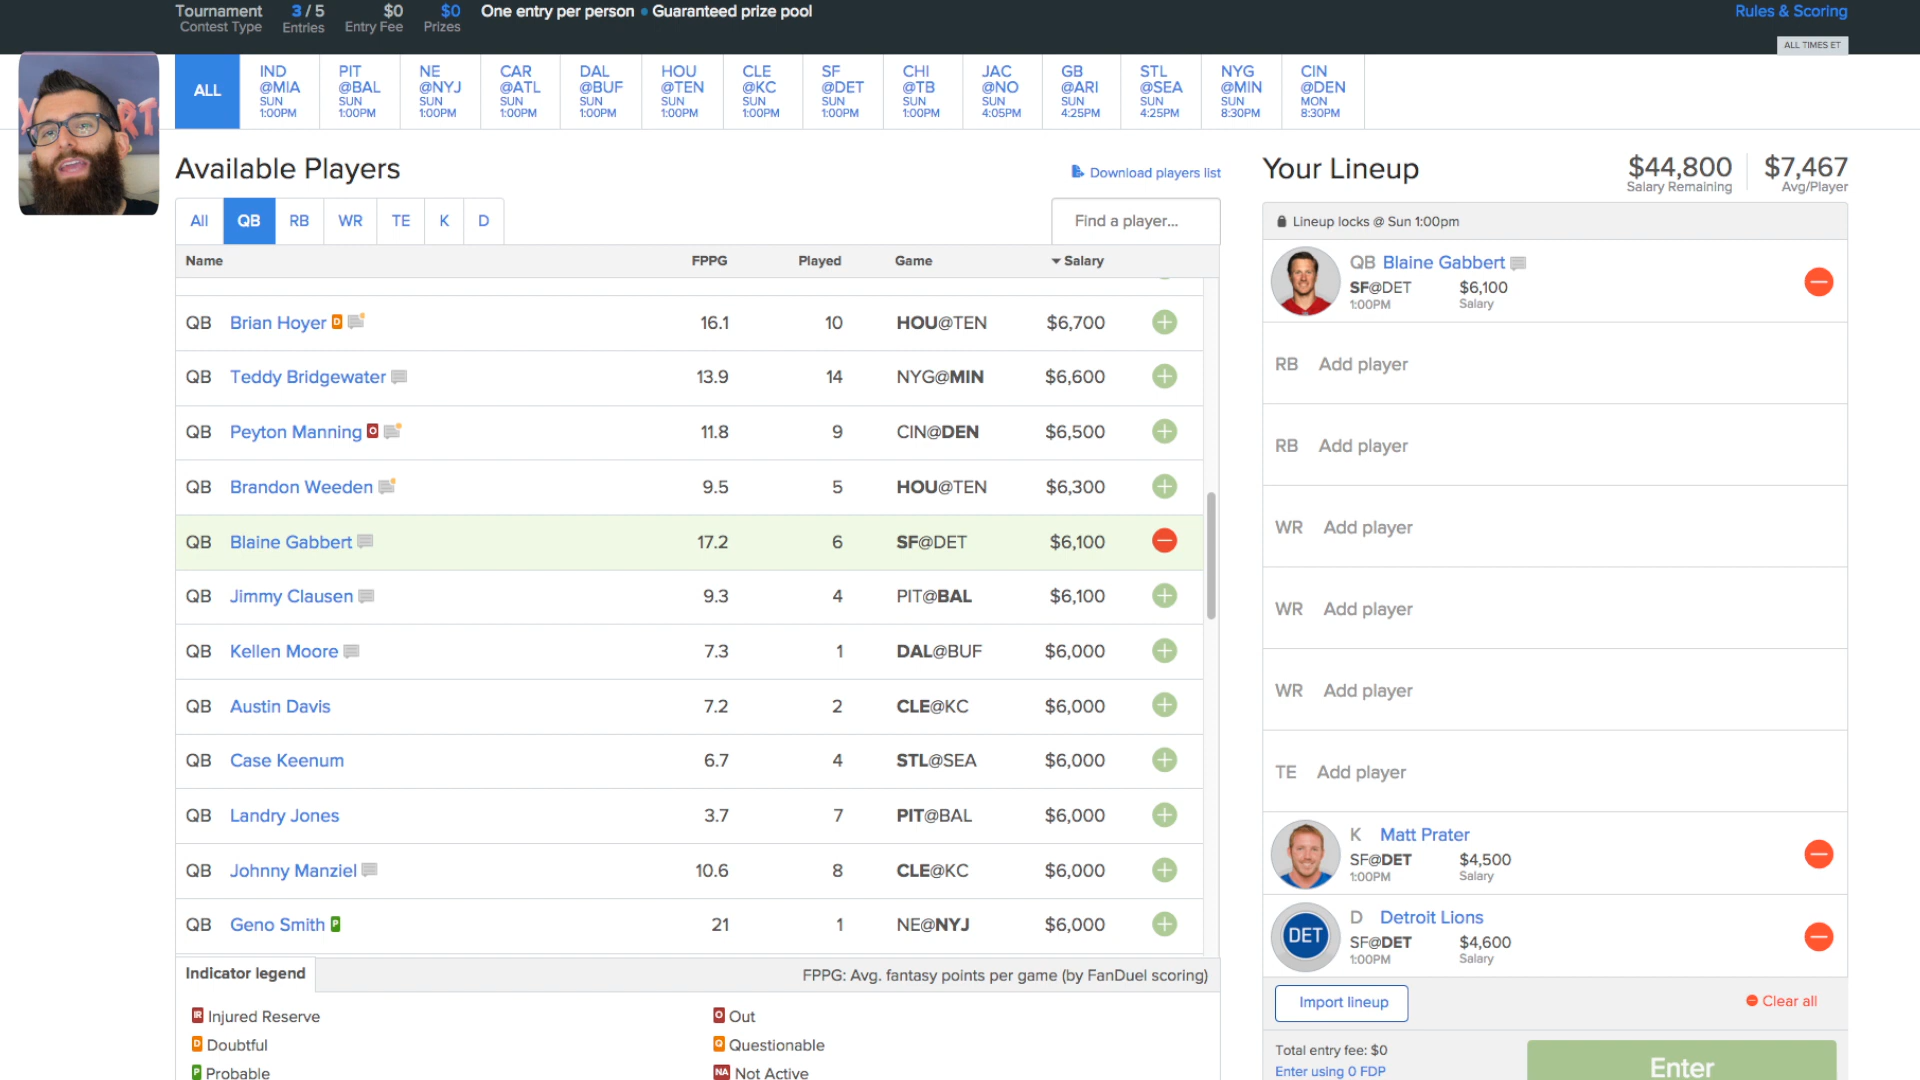 Tournament
Contest Type
3 / 5
Entries
$0
Entry Fee
$0
Prizes
One entry per person • Guaranteed prize pool
Rules & Scoring
ALL TIMES ET
ALL
IND
@MIA
SUN
1:00PM
PIT
@BAL
SUN
1:00PM
NE
@NYJ
SUN
1:00PM
CAR
@ATL
SUN
1:00PM
DAL
@BUF
SUN
1:00PM
HOU
@TEN
SUN
1:00PM
CLE
@KC
SUN
1:00PM
SF
@DET
SUN
1:00PM
CHI
@TB
SUN
1:00PM
JAC
@NO
SUN
4:05PM
GB
@ARI
SUN
4:25PM
STL
@SEA
SUN
4:25PM
NYG
@MIN
SUN
8:30PM
CIN
@DEN
MON
8:30PM
Available Players
Download players list
All QB RB WR TE K D
Find a player...
Name FPPG Played Game Salary
QB Brian Hoyer D 16.1 10 HOU@TEN $6,700
QB Teddy Bridgewater 13.9 14 NYG@MIN $6,600
QB Peyton Manning O 11.8 9 CIN@DEN $6,500
QB Brandon Weeden 9.5 5 HOU@TEN $6,300
QB Blaine Gabbert 17.2 6 SF@DET $6,100
QB Jimmy Clausen 9.3 4 PIT@BAL $6,100
QB Kellen Moore 7.3 1 DAL@BUF $6,000
QB Austin Davis 7.2 2 CLE@KC $6,000
QB Case Keenum 6.7 4 STL@SEA $6,000
QB Landry Jones 3.7 7 PIT@BAL $6,000
QB Johnny Manziel 10.6 8 CLE@KC $6,000
QB Geno Smith P 21 1 NE@NYJ $6,000
Indicator legend
FPPG: Avg. fantasy points per game (by FanDuel scoring)
IR Injured Reserve
O Out
D Doubtful
Q Questionable
P Probable
NA Not Active
Your Lineup
$44,800
Salary Remaining
$7,467
Avg/Player
Lineup locks @ Sun 1:00pm
QB Blaine Gabbert
SF@DET $6,100
1:00PM Salary
RB Add player
RB Add player
WR Add player
WR Add player
WR Add player
TE Add player
K Matt Prater
SF@DET $4,500
1:00PM Salary
DET
D Detroit Lions
SF@DET $4,600
1:00PM Salary
Import lineup
Clear all
Total entry fee: $0
Enter using 0 FDP
Enter